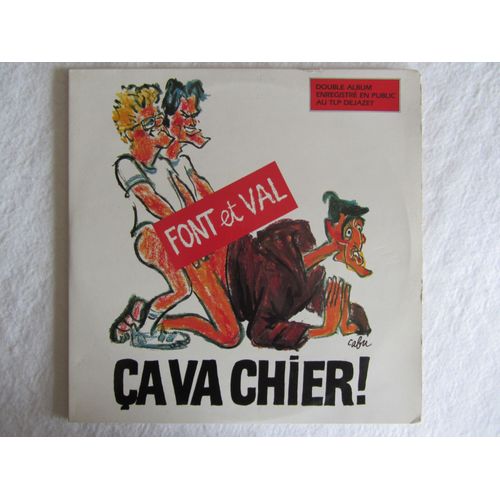 DOUBLE ALBUM
ENREGISTRÉ EN PUBLIC
AU TLP DEJAZET
FONT et VAL
cabu
ÇA VA CHiER!